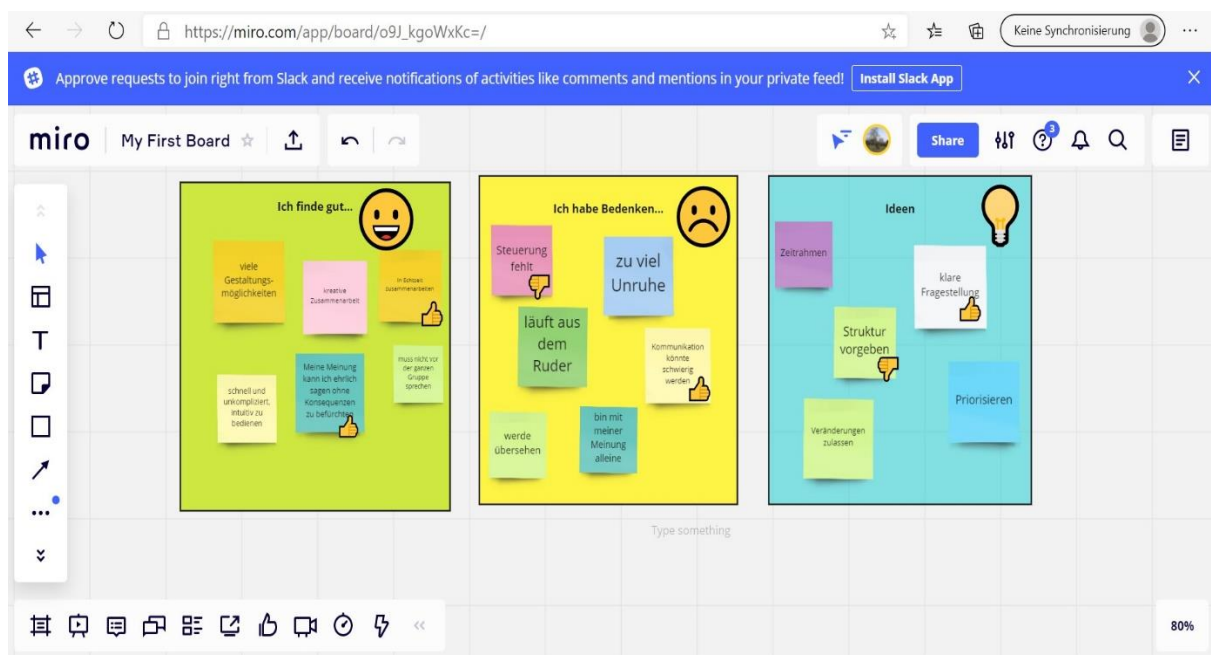 https://miro.com/app/board/o9J_kgoWxKc=/
Keine Synchronisierung
Approve requests to join right from Slack and receive notifications of activities like comments and mentions in your private feed!
Install Slack App
miro
My First Board
Share
3
Ich finde gut...
viele
Gestaltungs-
möglichkeiten
kreative
Zusammenarbeit
in Echtzeit
zusammenarbeiten
schnell und
unkompliziert,
intuitiv zu
bedienen
Meine Meinung
kann ich ehrlich
sagen ohne
Konsequenzen
zu befürchten
muss nicht vor
der ganzen
Gruppe
sprechen
Ich habe Bedenken...
Steuerung
fehlt
zu viel
Unruhe
läuft aus
dem
Ruder
Kommunikation
könnte
schwierig
werden
werde
übersehen
bin mit
meiner
Meinung
alleine
Ideen
Zeitrahmen
klare
Fragestellung
Struktur
vorgeben
Priorisieren
Veränderungen
zulassen
Type something
80%